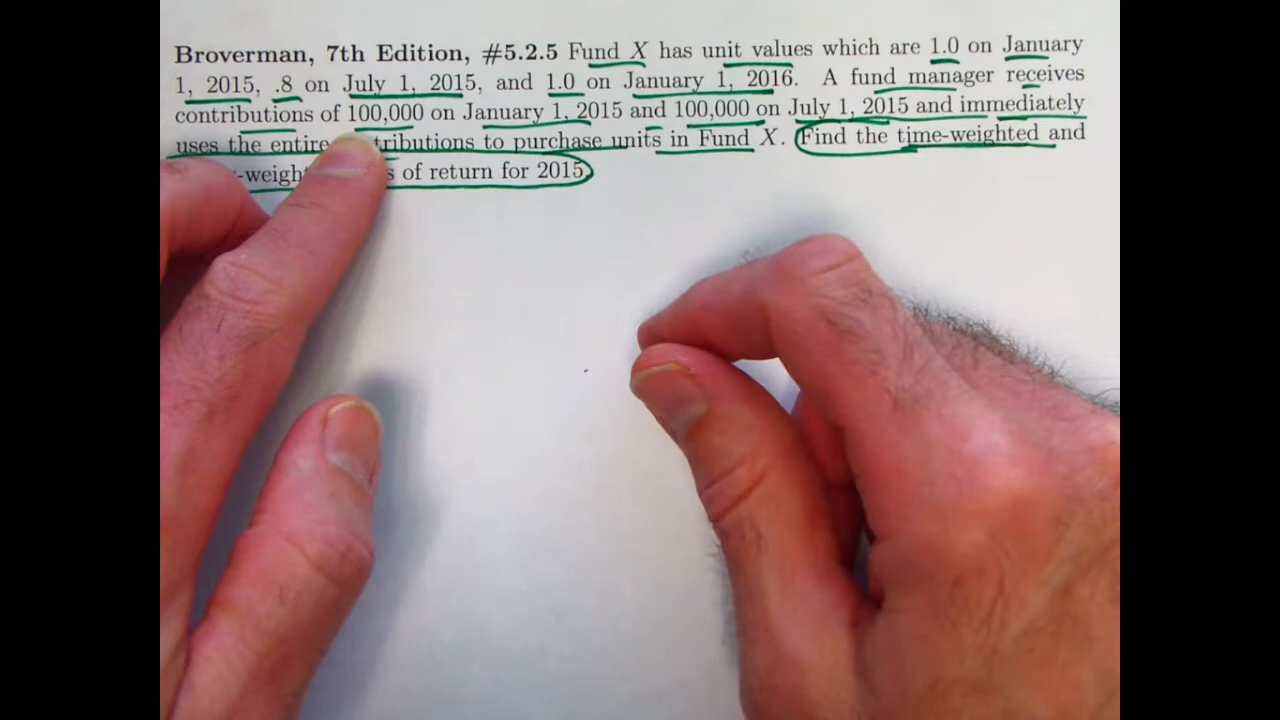 Broverman, 7th Edition, #5.2.5 Fund X has unit values which are 1.0 on January
1, 2015, .8 on July 1, 2015, and 1.0 on January 1, 2016. A fund manager receives
contributions of 100,000 on January 1, 2015 and 100,000 on July 1, 2015 and immediately
uses the entire to purchase units in Fund X. Find the time-weighted and
of return for 2015